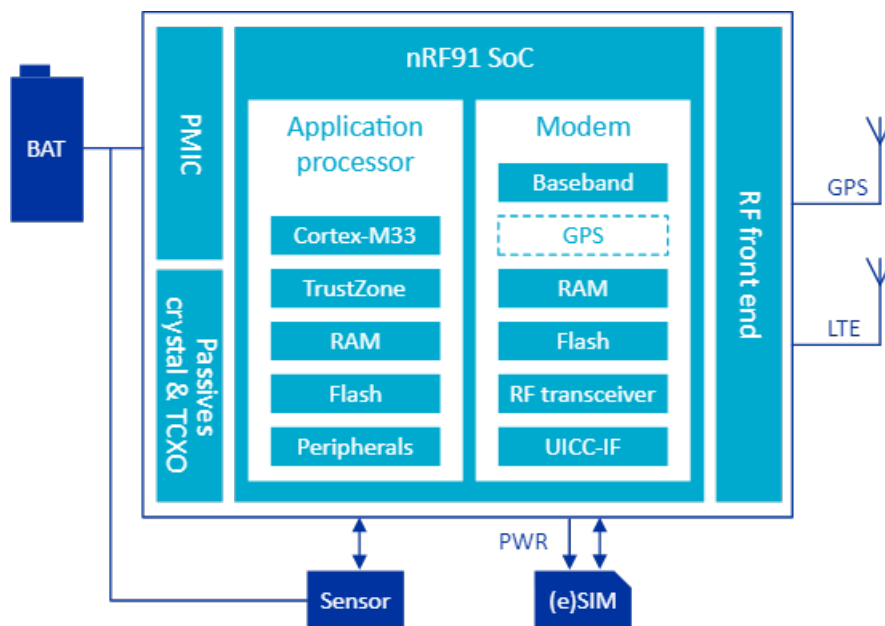 nRF91 SoC
BAT
PMIC
Passives
crystal & TCXO
Application
processor
Cortex-M33
TrustZone
RAM
Flash
Peripherals
Modem
Baseband
GPS
RAM
Flash
RF transceiver
UICC-IF
RF front end
GPS
LTE
PWR
Sensor
(e)SIM